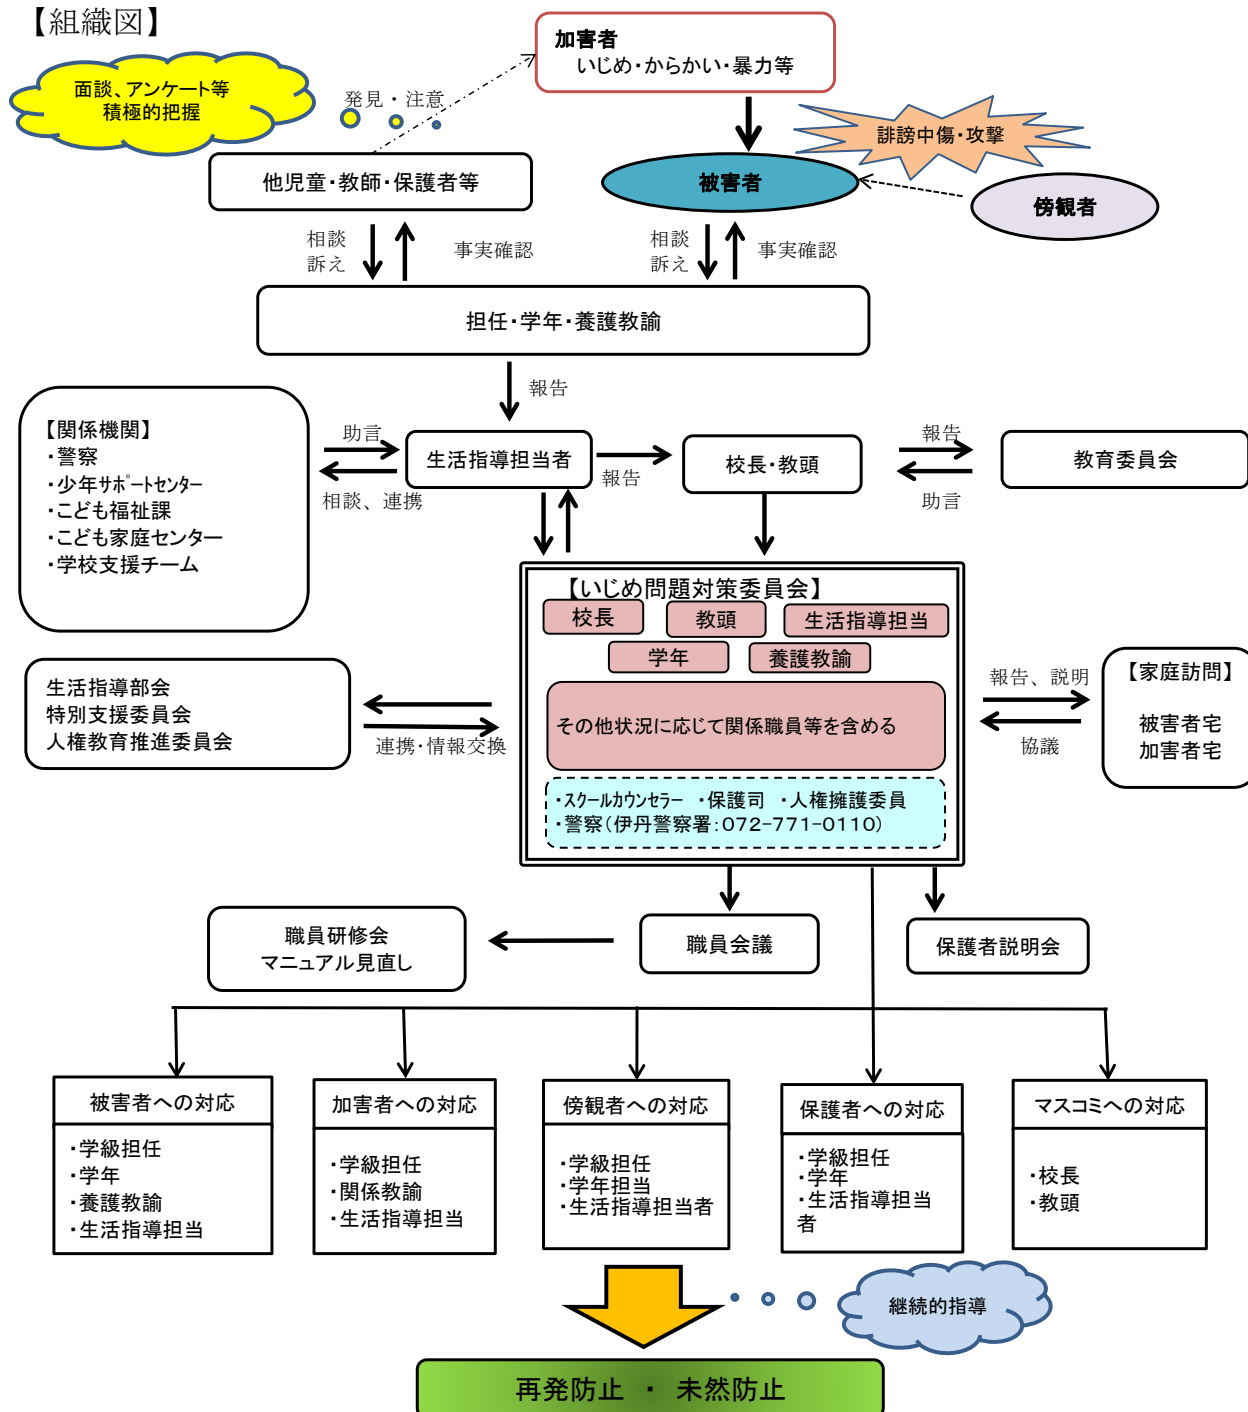 【組織図】
加害者
いじめ・からかい・暴力等
面談、アンケート等
積極的把握
発見・注意
誹謗中傷・攻撃
他児童・教師・保護者等
被害者
傍観者
相談
訴え
事実確認
相談
訴え
事実確認
担任・学年・養護教諭
報告
【関係機関】
・警察
・少年サポートセンター
・こども福祉課
・こども家庭センター
・学校支援チーム
助言
相談、連携
生活指導担当者
報告
校長・教頭
報告
助言
教育委員会
【いじめ問題対策委員会】
校長
教頭
生活指導担当
学年
養護教諭
その他状況に応じて関係職員等を含める
・スクールカウンセラー ・保護司 ・人権擁護委員
・警察(伊丹警察署:072-771-0110)
生活指導部会
特別支援委員会
人権教育推進委員会
連携・情報交換
報告、説明
協議
【家庭訪問】
被害者宅
加害者宅
職員研修会
マニュアル見直し
職員会議
保護者説明会
被害者への対応
・学級担任
・学年
・養護教諭
・生活指導担当
加害者への対応
・学級担任
・関係教諭
・生活指導担当
傍観者への対応
・学級担任
・学年担当
・生活指導担当者
保護者への対応
・学級担任
・学年
・生活指導担当
者
マスコミへの対応
・校長
・教頭
継続的指導
再発防止 ・ 未然防止